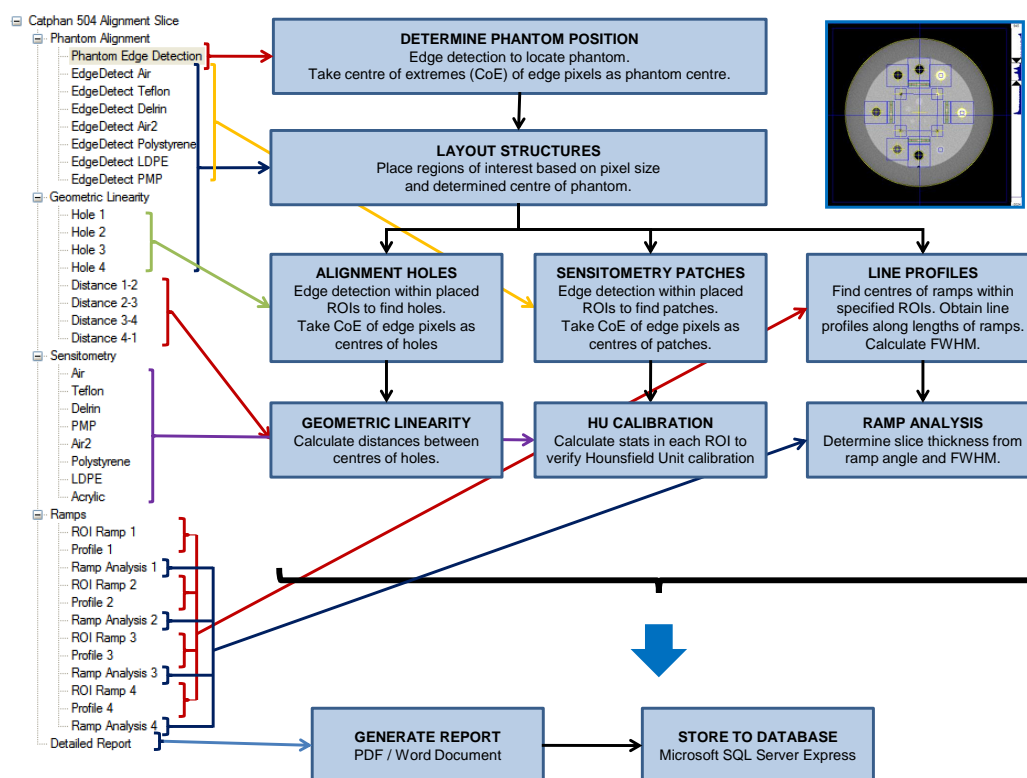 Catphan 504 Alignment Slice
Phantom Alignment
Phantom Edge Detection
EdgeDetect Air
EdgeDetect Teflon
EdgeDetect Delrin
EdgeDetect Air2
EdgeDetect Polystyrene
EdgeDetect LDPE
EdgeDetect PMP
Geometric Linearity
Hole 1
Hole 2
Hole 3
Hole 4
Distance 1-2
Distance 2-3
Distance 3-4
Distance 4-1
Sensitometry
Air
Teflon
Delrin
PMP
Air2
Polystyrene
LDPE
Acrylic
Ramps
ROI Ramp 1
Profile 1
Ramp Analysis 1
ROI Ramp 2
Profile 2
Ramp Analysis 2
ROI Ramp 3
Profile 3
Ramp Analysis 3
ROI Ramp 4
Profile 4
Ramp Analysis 4
Detailed Report
DETERMINE PHANTOM POSITION
Edge detection to locate phantom.
Take centre of extremes (CoE) of edge pixels as phantom centre.
LAYOUT STRUCTURES
Place regions of interest based on pixel size
and determined centre of phantom.
ALIGNMENT HOLES
Edge detection within placed
ROIs to find holes.
Take CoE of edge pixels as
centres of holes
SENSITOMETRY PATCHES
Edge detection within placed
ROIs to find patches.
Take CoE of edge pixels as
centres of patches.
LINE PROFILES
Find centres of ramps within
specified ROIs. Obtain line
profiles along lengths of ramps.
Calculate FWHM.
GEOMETRIC LINEARITY
Calculate distances between
centres of holes.
HU CALIBRATION
Calculate stats in each ROI to
verify Hounsfield Unit calibration
RAMP ANALYSIS
Determine slice thickness from
ramp angle and FWHM.
GENERATE REPORT
PDF / Word Document
STORE TO DATABASE
Microsoft SQL Server Express